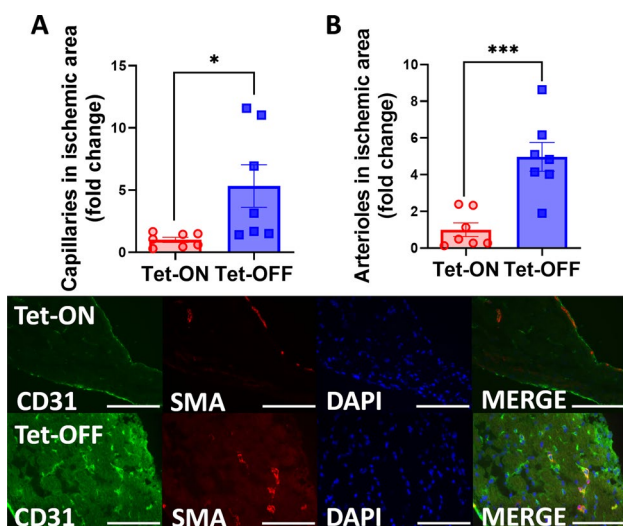 A
Capillaries in ischemic area
(fold change)
15
10
5
0
*
Tet-ON Tet-OFF
B
Arterioles in ischemic area
(fold change)
10
8
6
4
2
0
***
Tet-ON Tet-OFF
Tet-ON
CD31 SMA DAPI MERGE
Tet-OFF
CD31 SMA DAPI MERGE